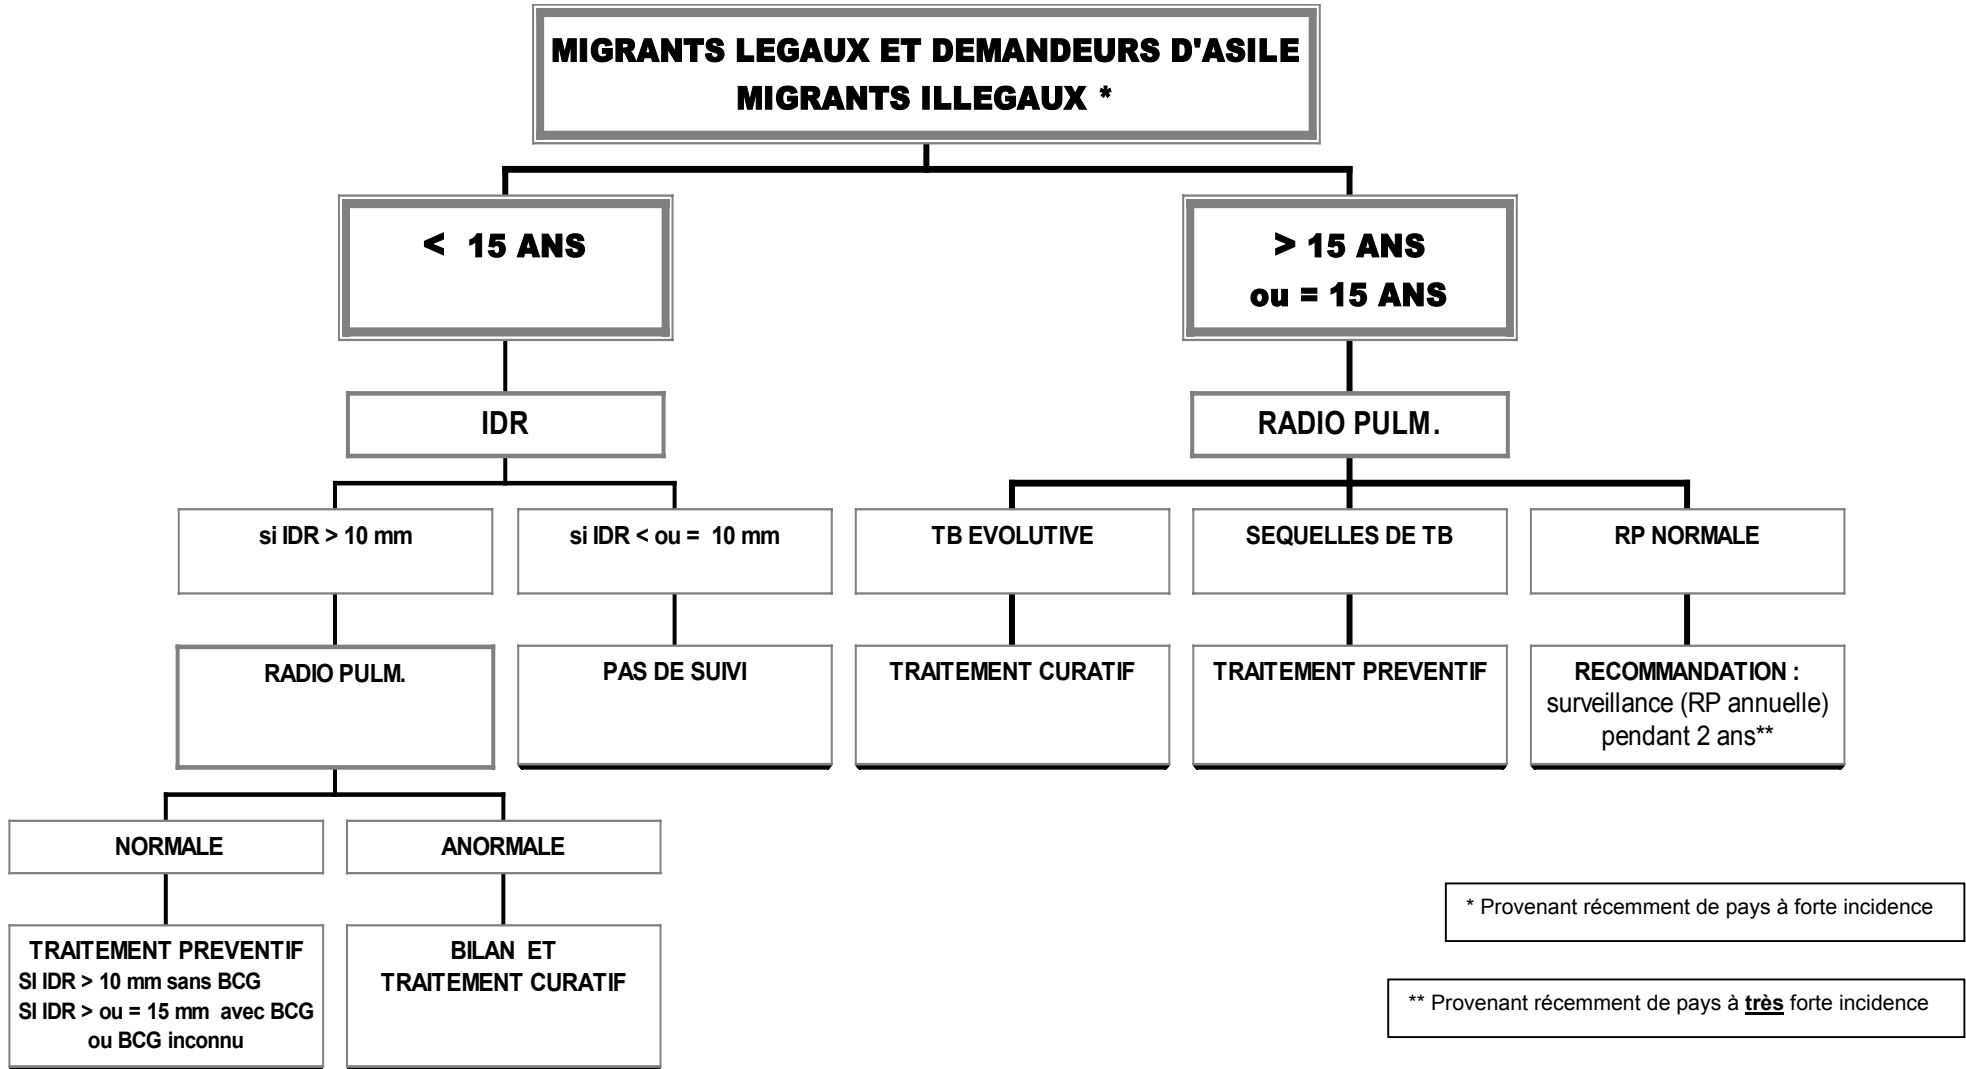 MIGRANTS LEGAUX ET DEMANDEURS D'ASILE
MIGRANTS ILLEGAUX *
< 15 ANS
> 15 ANS
ou = 15 ANS
IDR
RADIO PULM.
si IDR > 10 mm
si IDR < ou = 10 mm
TB EVOLUTIVE
SEQUELLES DE TB
RP NORMALE
RADIO PULM.
PAS DE SUIVI
TRAITEMENT CURATIF
TRAITEMENT PREVENTIF
RECOMMANDATION :
surveillance (RP annuelle)
pendant 2 ans**
NORMALE
ANORMALE
TRAITEMENT PREVENTIF
SI IDR > 10 mm sans BCG
SI IDR > ou = 15 mm avec BCG
ou BCG inconnu
BILAN ET
TRAITEMENT CURATIF
* Provenant récemment de pays à forte incidence
** Provenant récemment de pays à très forte incidence